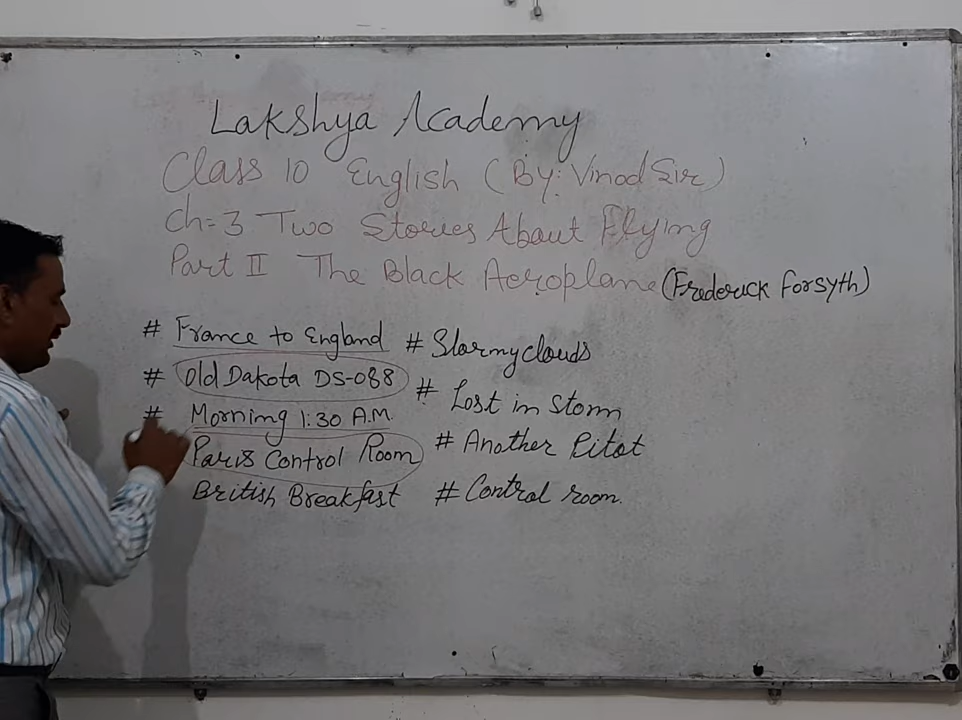 Lakshya Academy
Class 10 English (By: Vinod Sir)
Ch=3 Two Stories About Flying
Part II The Black Aeroplane (Frederick Forsyth)
# France to England
# Old Dakota DS-088
# Morning 1:30 A.M.
Paris Control Room
British Breakfast
# Stormy clouds
# Lost in Storm
# Another Pilot
# Control room.